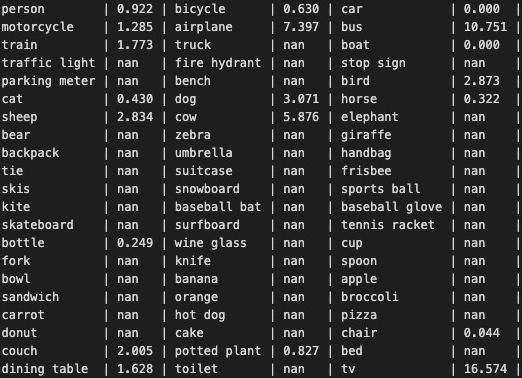 person | 0.922 | bicycle | 0.630 | car | 0.000 |
motorcycle | 1.285 | airplane | 7.397 | bus | 10.751 |
train | 1.773 | truck | nan | boat | 0.000 |
traffic light | nan | fire hydrant | nan | stop sign | nan |
parking meter | nan | bench | nan | bird | 2.873 |
cat | 0.430 | dog | 3.071 | horse | 0.322 |
sheep | 2.834 | cow | 5.876 | elephant | nan |
bear | nan | zebra | nan | giraffe | nan |
backpack | nan | umbrella | nan | handbag | nan |
tie | nan | suitcase | nan | frisbee | nan |
skis | nan | snowboard | nan | sports ball | nan |
kite | nan | baseball bat | nan | baseball glove | nan |
skateboard | nan | surfboard | nan | tennis racket | nan |
bottle | 0.249 | wine glass | nan | cup | nan |
fork | nan | knife | nan | spoon | nan |
bowl | nan | banana | nan | apple | nan |
sandwich | nan | orange | nan | broccoli | nan |
carrot | nan | hot dog | nan | pizza | nan |
donut | nan | cake | nan | chair | 0.044 |
couch | 2.005 | potted plant | 0.827 | bed | nan |
dining table | 1.628 | toilet | nan | tv | 16.574 |